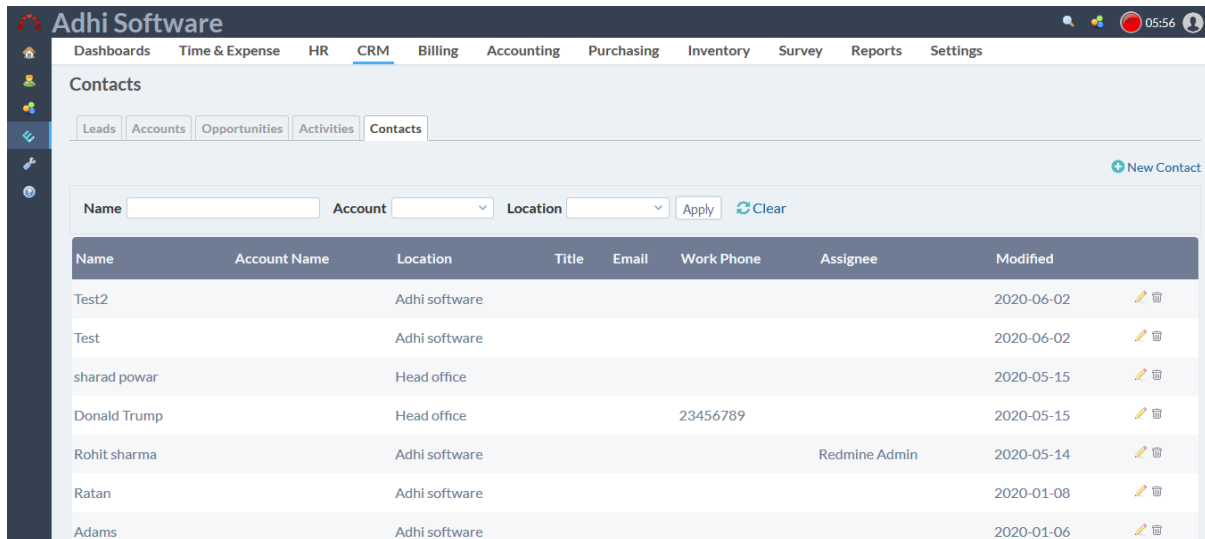 Adhi Software 05:56
Dashboards Time & Expense HR CRM Billing Accounting Purchasing Inventory Survey Reports Settings
Contacts
Leads Accounts Opportunities Activities Contacts
New Contact
Name Account Location Apply Clear
Name Account Name Location Title Email Work Phone Assignee Modified
Test2 Adhi software 2020-06-02
Test Adhi software 2020-06-02
sharad powar Head office 2020-05-15
Donald Trump Head office 23456789 2020-05-15
Rohit sharma Adhi software Redmine Admin 2020-05-14
Ratan Adhi software 2020-01-08
Adams Adhi software 2020-01-06